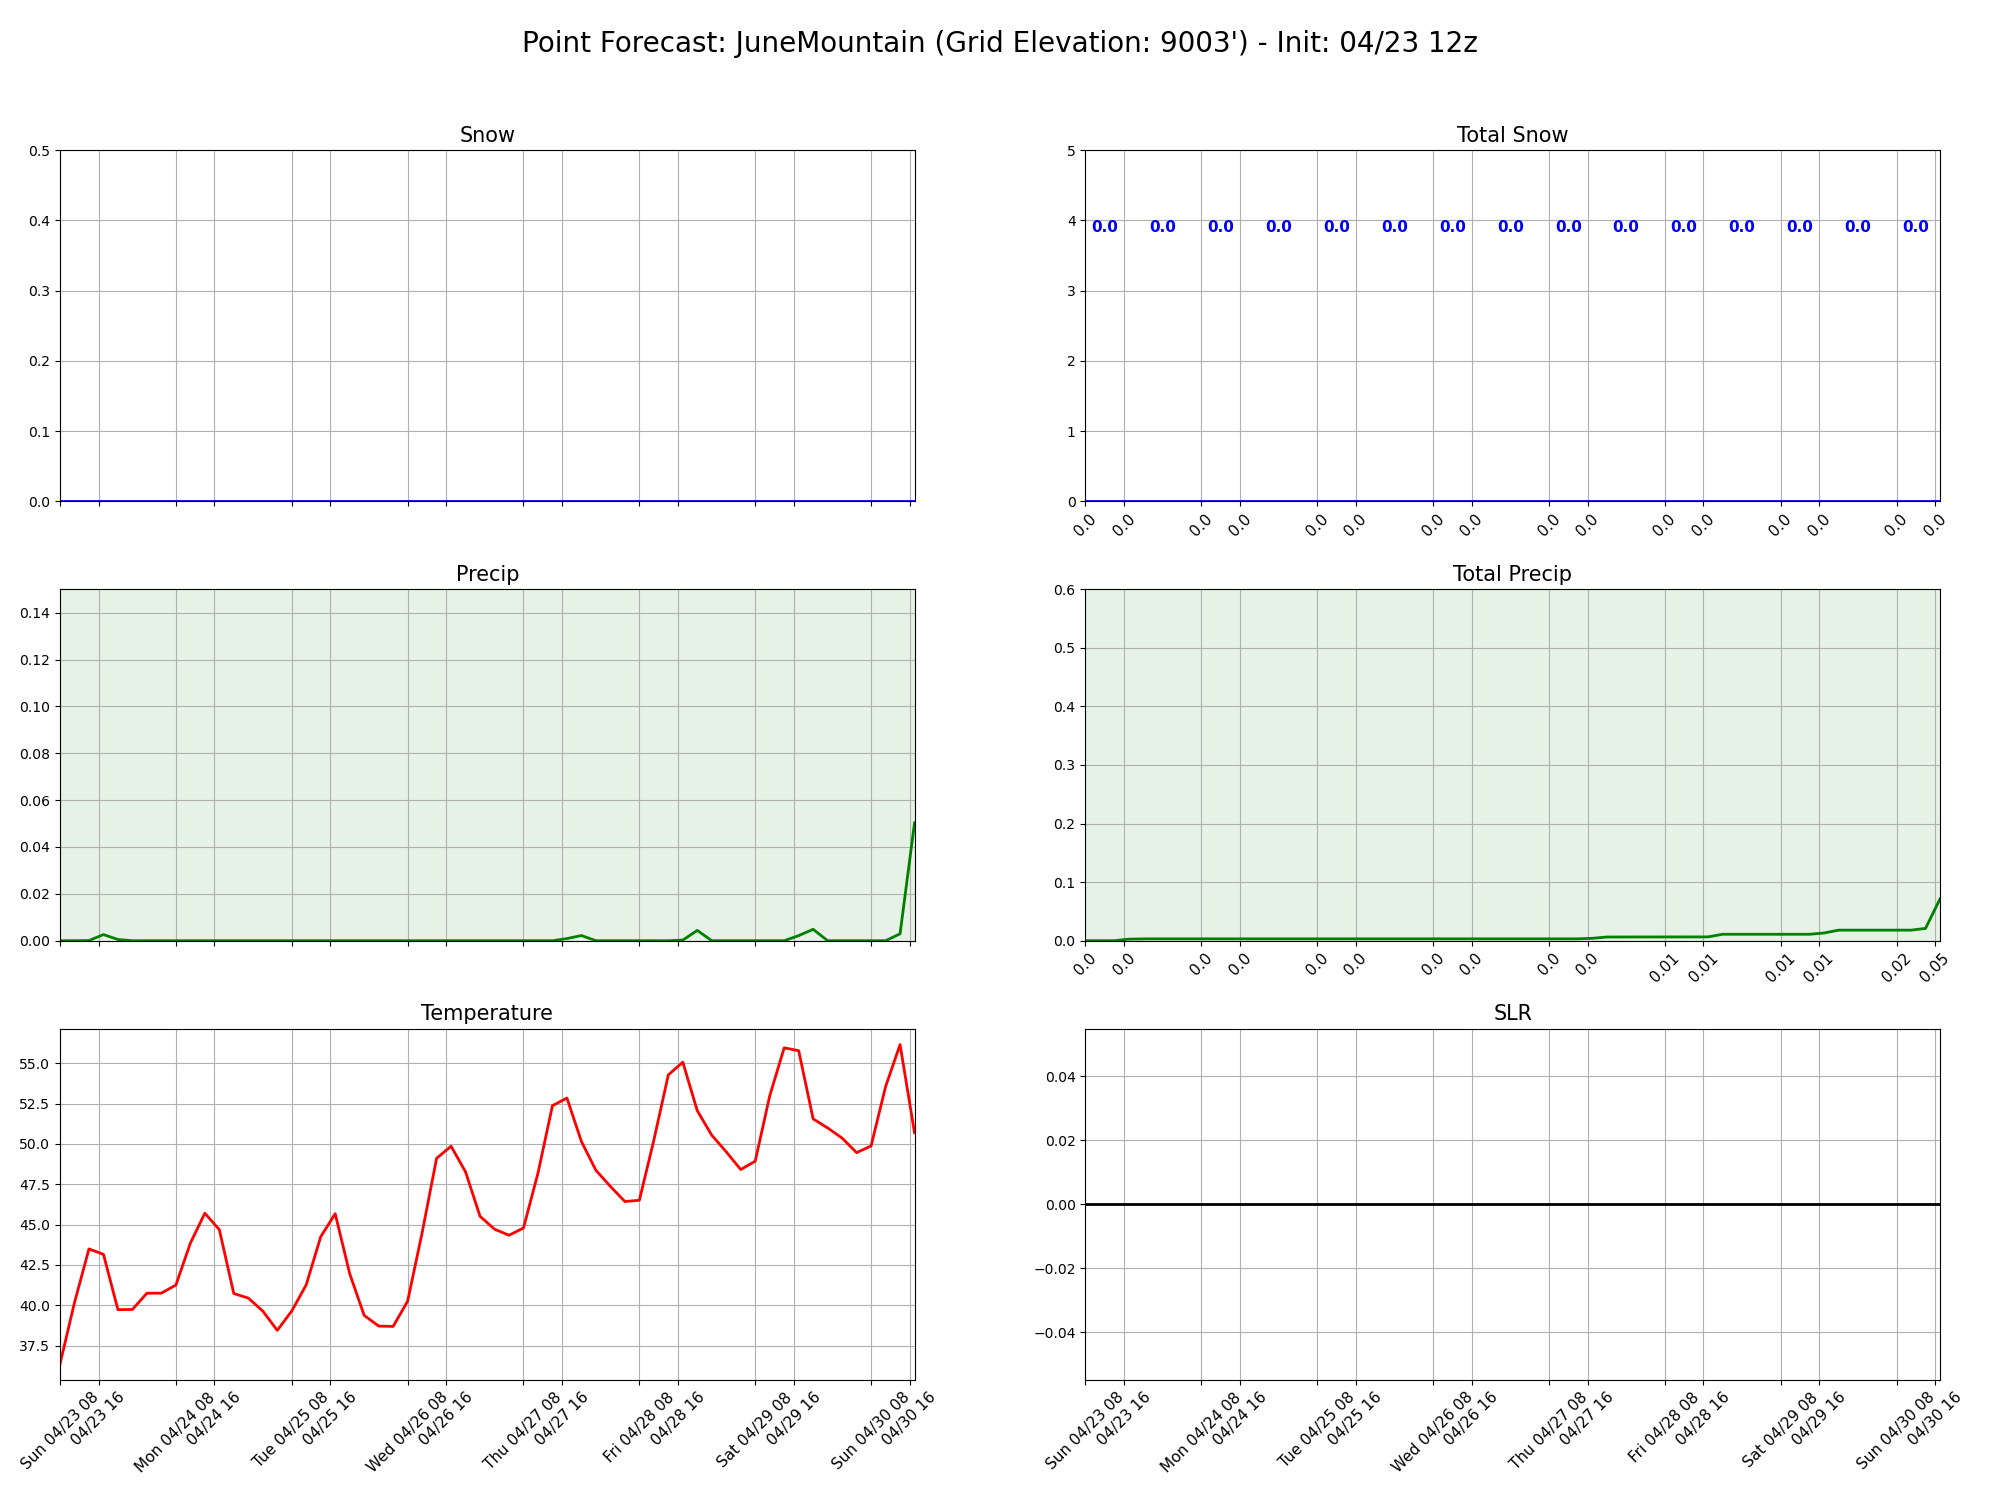 Point Forecast: JuneMountain (Grid Elevation: 9003') - Init: 04/23 12z
Snow
0.5
0.4
0.3
0.2
0.1
0.0
Total Snow
5
4
3
2
1
0
0.0 0.0 0.0 0.0 0.0 0.0 0.0 0.0 0.0 0.0 0.0 0.0 0.0 0.0 0.0
0.0 0.0 0.0 0.0 0.0 0.0 0.0 0.0 0.0 0.0 0.0 0.0 0.0 0.0 0.0 0.0
Precip
0.14
0.12
0.10
0.08
0.06
0.04
0.02
0.00
Total Precip
0.6
0.5
0.4
0.3
0.2
0.1
0.0
0.0 0.0 0.0 0.0 0.0 0.0 0.0 0.0 0.0 0.0 0.01 0.01 0.01 0.01 0.02 0.05
Temperature
55.0
52.5
50.0
47.5
45.0
42.5
40.0
37.5
Sun 04/23 08
04/23 16
Mon 04/24 08
04/24 16
Tue 04/25 08
04/25 16
Wed 04/26 08
04/26 16
Thu 04/27 08
04/27 16
Fri 04/28 08
04/28 16
Sat 04/29 08
04/29 16
Sun 04/30 08
04/30 16
SLR
0.04
0.02
0.00
−0.02
−0.04
Sun 04/23 08
04/23 16
Mon 04/24 08
04/24 16
Tue 04/25 08
04/25 16
Wed 04/26 08
04/26 16
Thu 04/27 08
04/27 16
Fri 04/28 08
04/28 16
Sat 04/29 08
04/29 16
Sun 04/30 08
04/30 16